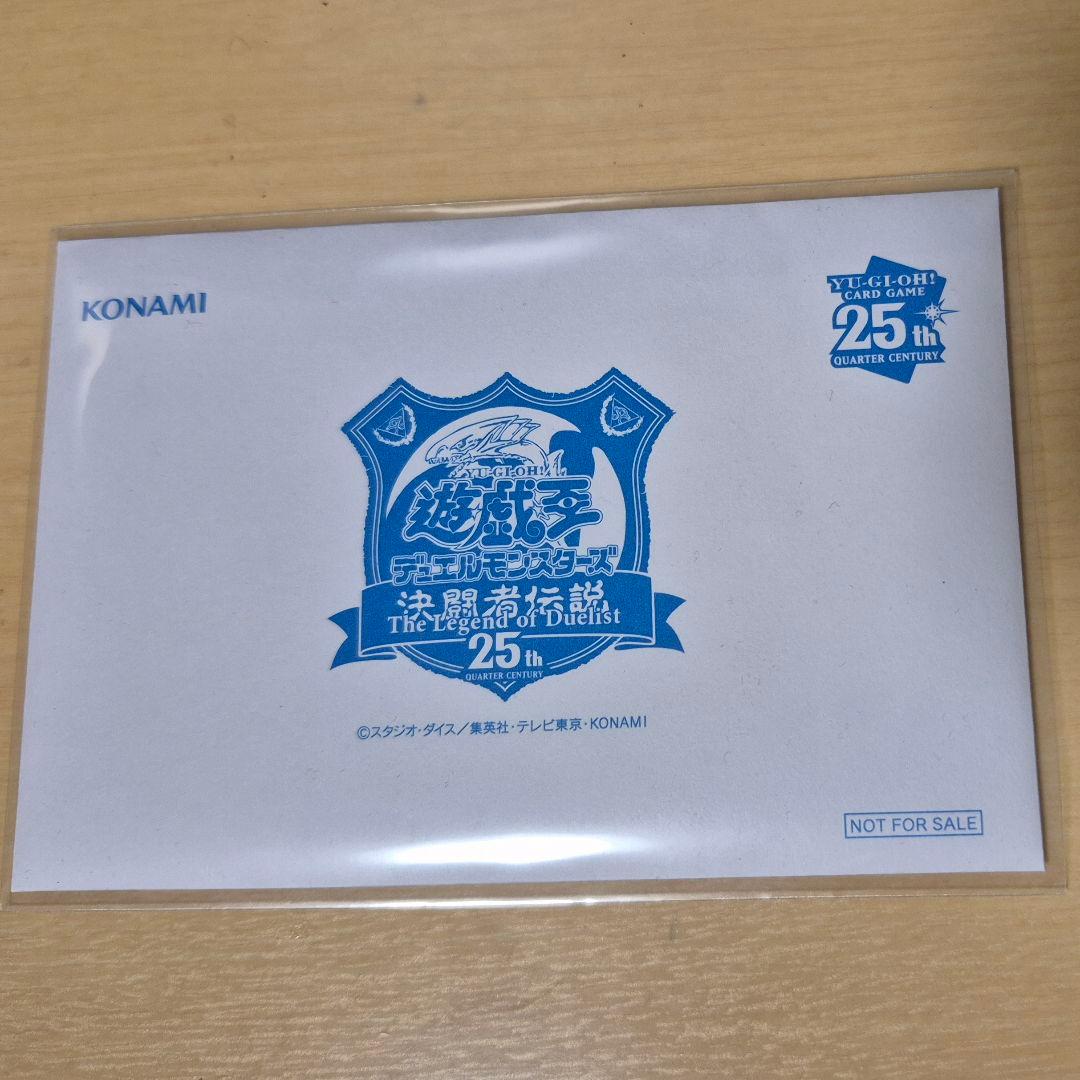 KONAMI
YU-GI-OH!
CARD GAME
25th
QUARTER CENTURY
YU-GI-OH!
遊戯王
デュエルモンスターズ
決闘者伝説
The Legend of Duelist
25th
QUARTER CENTURY
©スタジオ・ダイス／集英社・テレビ東京・KONAMI
NOT FOR SALE